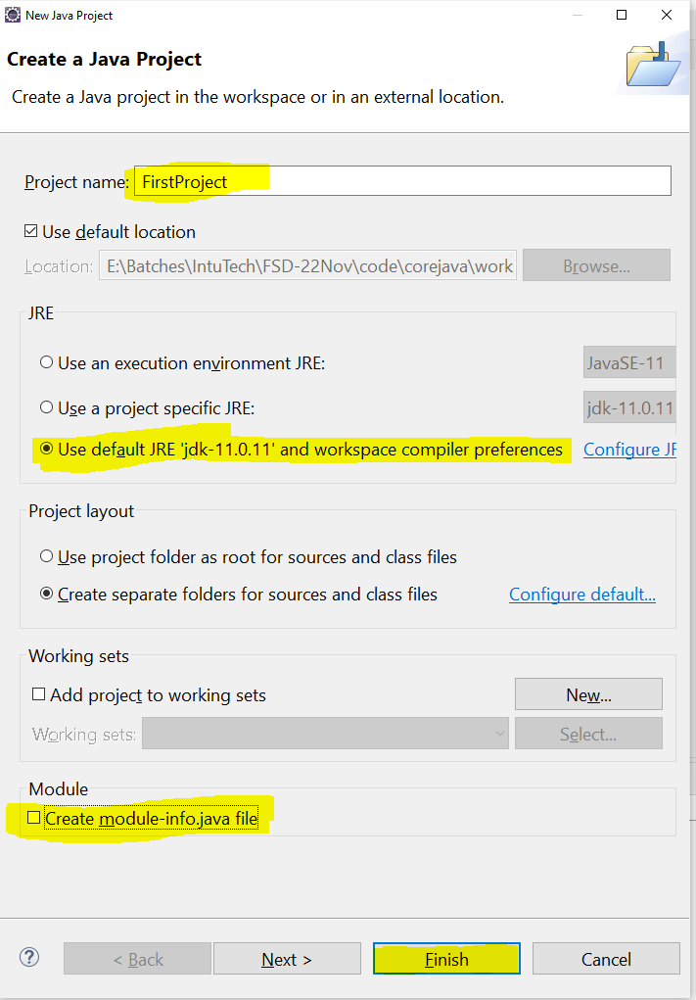 New Java Project
Create a Java Project
Create a Java project in the workspace or in an external location.
Project name: FirstProject
Use default location
Location: E:\Batches\IntuTech\FSD-22Nov\code\corejava\work Browse...
JRE
Use an execution environment JRE: JavaSE-11
Use a project specific JRE: jdk-11.0.11
Use default JRE 'jdk-11.0.11' and workspace compiler preferences Configure JR
Project layout
Use project folder as root for sources and class files
Create separate folders for sources and class files Configure default...
Working sets
Add project to working sets New...
Working sets: Select...
Module
Create module-info.java file
? < Back Next > Finish Cancel